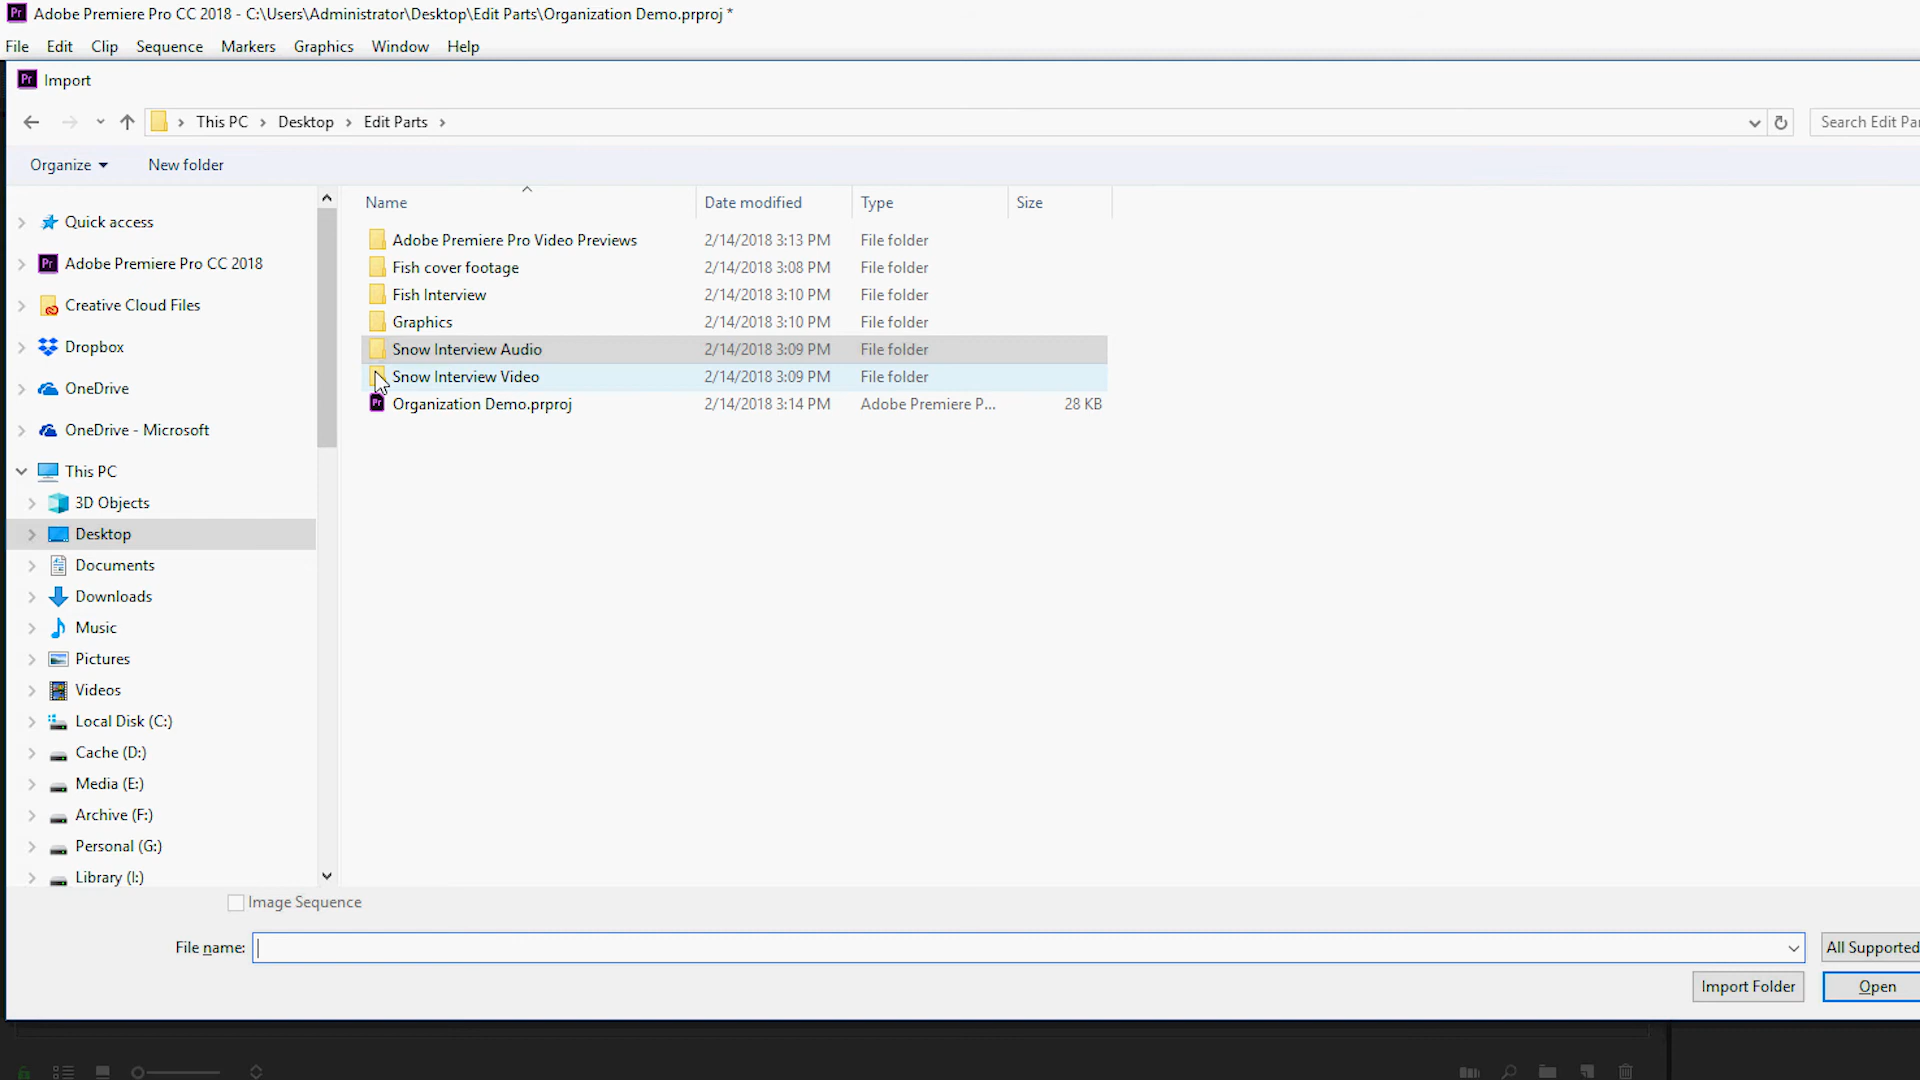 Pr Adobe Premiere Pro CC 2018 - C:\Users\Administrator\Desktop\Edit Parts\Organization Demo.prproj *
File Edit Clip Sequence Markers Graphics Window Help
Pr Import
This PC Desktop Edit Parts
Search Edit Par
Organize New folder
Name Date modified Type Size
Quick access
Pr Adobe Premiere Pro CC 2018
Creative Cloud Files
Dropbox
OneDrive
OneDrive - Microsoft
This PC
3D Objects
Desktop
Documents
Downloads
Music
Pictures
Videos
Local Disk (C:)
Cache (D:)
Media (E:)
Archive (F:)
Personal (G:)
Library (I:)
Adobe Premiere Pro Video Previews 2/14/2018 3:13 PM File folder
Fish cover footage 2/14/2018 3:08 PM File folder
Fish Interview 2/14/2018 3:10 PM File folder
Graphics 2/14/2018 3:10 PM File folder
Snow Interview Audio 2/14/2018 3:09 PM File folder
Snow Interview Video 2/14/2018 3:09 PM File folder
Pr Organization Demo.prproj 2/14/2018 3:14 PM Adobe Premiere P... 28 KB
Image Sequence
File name:
All Supported
Import Folder Open